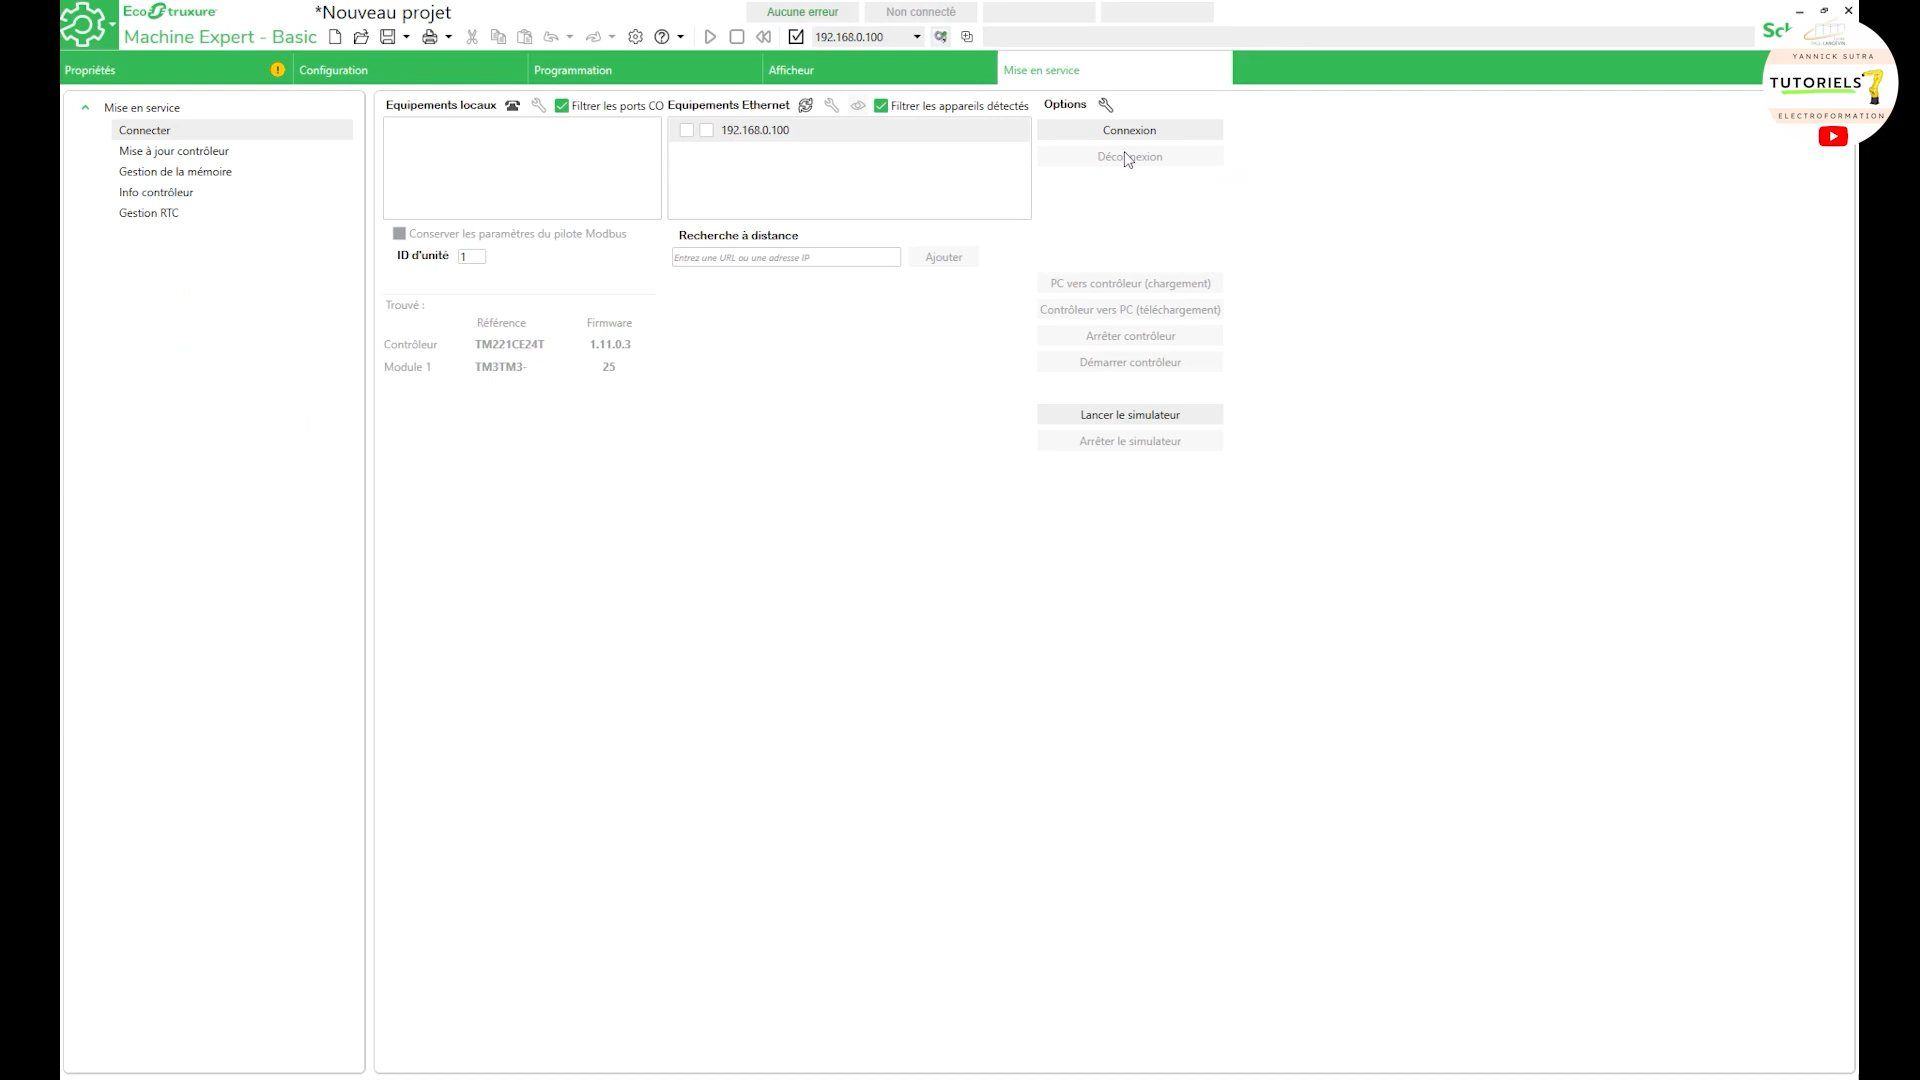 EcoStruxure
*Nouveau projet
Aucune erreur
Non connecté
Machine Expert - Basic
192.168.0.100
YANNICK SUTRA
TUTORIELS
ELECTROFORMATION
Propriétés
Configuration
Programmation
Afficheur
Mise en service
Mise en service
Connecter
Mise à jour contrôleur
Gestion de la mémoire
Info contrôleur
Gestion RTC
Equipements locaux
Filtrer les ports CO
Equipements Ethernet
Filtrer les appareils détectés
Options
192.168.0.100
Connexion
Déconnexion
Conserver les paramètres du pilote Modbus
ID d'unité 1
Recherche à distance
Entrez une URL ou une adresse IP
Ajouter
Trouvé :
Référence Firmware
Contrôleur TM221CE24T 1.11.0.3
Module 1 TM3TM3- 25
PC vers contrôleur (chargement)
Contrôleur vers PC (téléchargement)
Arrêter contrôleur
Démarrer contrôleur
Lancer le simulateur
Arrêter le simulateur